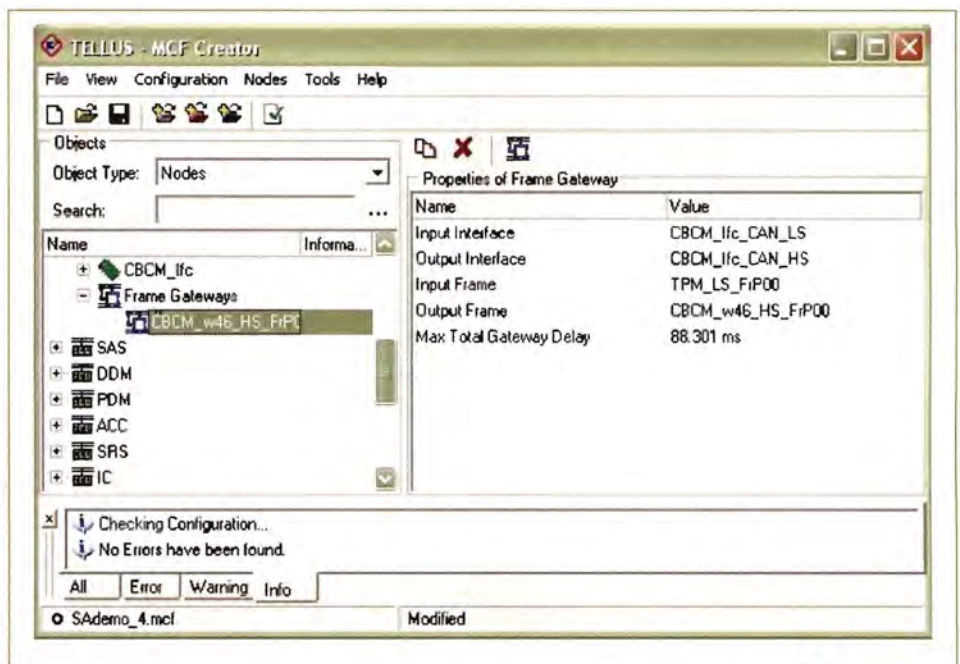 TELLUS - MCF Creator
File View Configuration Nodes Tools Help
Objects
Object Type: Nodes
Search: ...
Name Informa...
CBCM_Ifc
Frame Gateways
CBCM_w46_HS_FrP0
SAS
DDM
PDM
ACC
SRS
IC
Properties of Frame Gateway
Name Value
Input Interface CBCM_Ifc_CAN_LS
Output Interface CBCM_Ifc_CAN_HS
Input Frame TPM_LS_FrP00
Output Frame CBCM_w46_HS_FrP00
Max Total Gateway Delay 88.301 ms
Checking Configuration...
No Errors have been found.
All Error Warning Info
SAdemo_4.mcf Modified